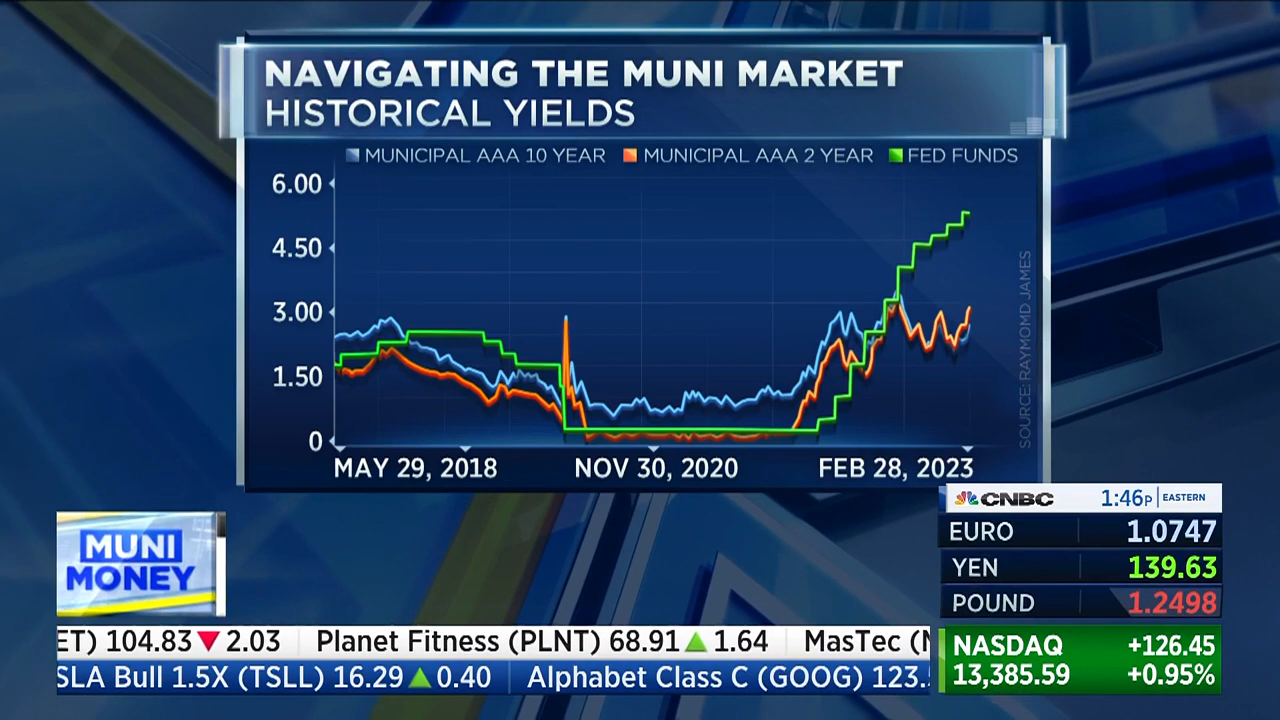 NAVIGATING THE MUNI MARKET
HISTORICAL YIELDS
MUNICIPAL AAA 10 YEAR MUNICIPAL AAA 2 YEAR FED FUNDS
6.00
4.50
3.00
1.50
0
MAY 29, 2018 NOV 30, 2020 FEB 28, 2023
SOURCE: RAYMOMD JAMES
MUNI
MONEY
CNBC 1:46P EASTERN
EURO 1.0747
YEN 139.63
POUND 1.2498
NASDAQ +126.45
13,385.59 +0.95%
ET) 104.83 ▼ 2.03 Planet Fitness (PLNT) 68.91 ▲ 1.64 MasTec (
SLA Bull 1.5X (TSLL) 16.29 ▲ 0.40 Alphabet Class C (GOOG) 123.